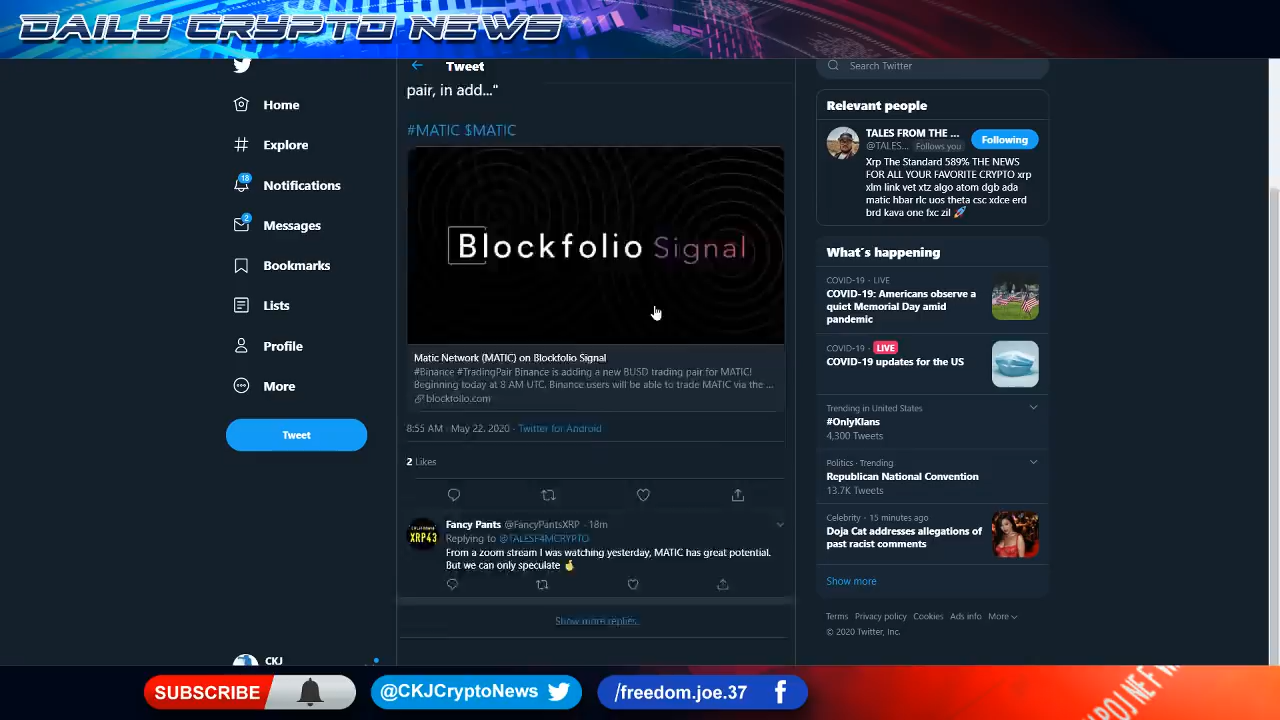 DAILY CRYPTO NEWS
Home
Explore
18
Notifications
2
Messages
Bookmarks
Lists
Profile
More
Tweet
CKJ
Tweet
pair, in add..."
#MATIC $MATIC
Blockfolio Signal
Matic Network (MATIC) on Blockfolio Signal
#Binance #TradingPair Binance is adding a new BUSD trading pair for MATIC!
Beginning today at 8 AM UTC, Binance users will be able to trade MATIC via the ...
blockfolio.com
8:55 AM · May 22, 2020 · Twitter for Android
2 Likes
Fancy Pants @FancyPantsXRP · 18m
XRP43
Replying to @TALESF4MCRYPTO
From a zoom stream I was watching yesterday, MATIC has great potential.
But we can only speculate
Show more replies
Search Twitter
Relevant people
TALES FROM THE ...
@TALES... Follows you
Following
Xrp The Standard 589% THE NEWS
FOR ALL YOUR FAVORITE CRYPTO xrp
xlm link vet xtz algo atom dgb ada
matic hbar rlc uos theta csc xdce erd
brd kava one fxc zil
What's happening
COVID-19 · LIVE
COVID-19: Americans observe a
quiet Memorial Day amid
pandemic
COVID-19 · LIVE
COVID-19 updates for the US
Trending in United States
#OnlyKlans
4,300 Tweets
Politics · Trending
Republican National Convention
13.7K Tweets
Celebrity · 15 minutes ago
Doja Cat addresses allegations of
past racist comments
Show more
Terms Privacy policy Cookies Ads info More
© 2020 Twitter, Inc.
SUBSCRIBE
@CKJCryptoNews
/freedom.joe.37